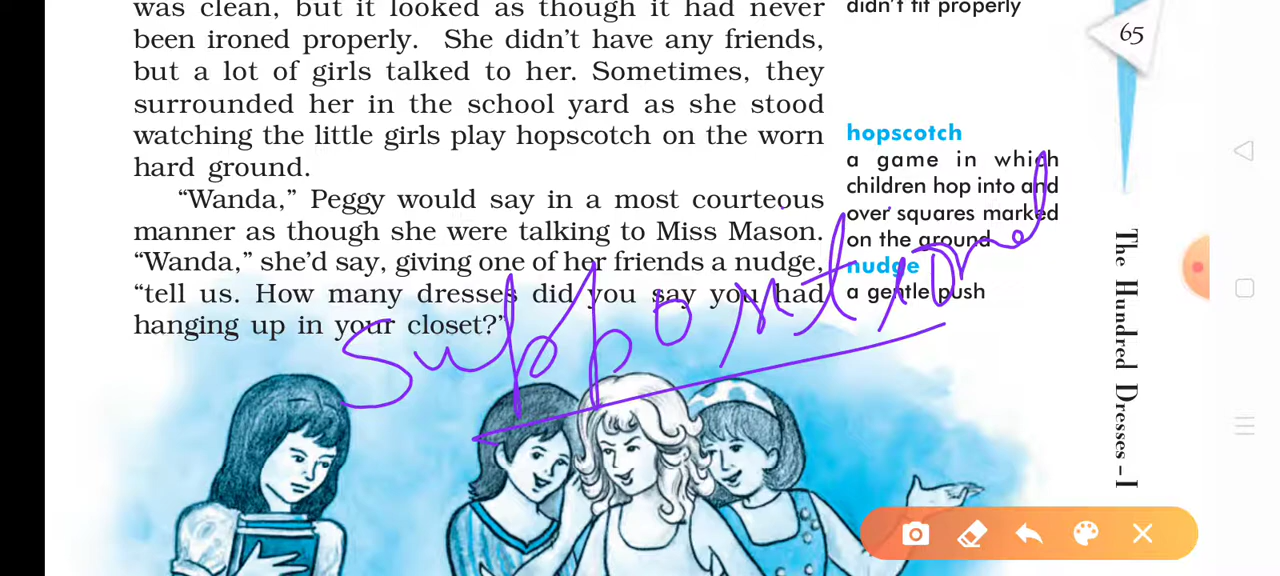 was clean, but it looked as though it had never
been ironed properly. She didn't have any friends,
but a lot of girls talked to her. Sometimes, they
surrounded her in the school yard as she stood
watching the little girls play hopscotch on the worn
hard ground.
"Wanda," Peggy would say in a most courteous
manner as though she were talking to Miss Mason.
"Wanda," she'd say, giving one of her friends a nudge,
"tell us. How many dresses did you say you had
hanging up in your closet?"
didn't fit properly
hopscotch
a game in which
children hop into and
over squares marked
on the ground
nudge
a gentle push
65
The Hundred Dresses – I